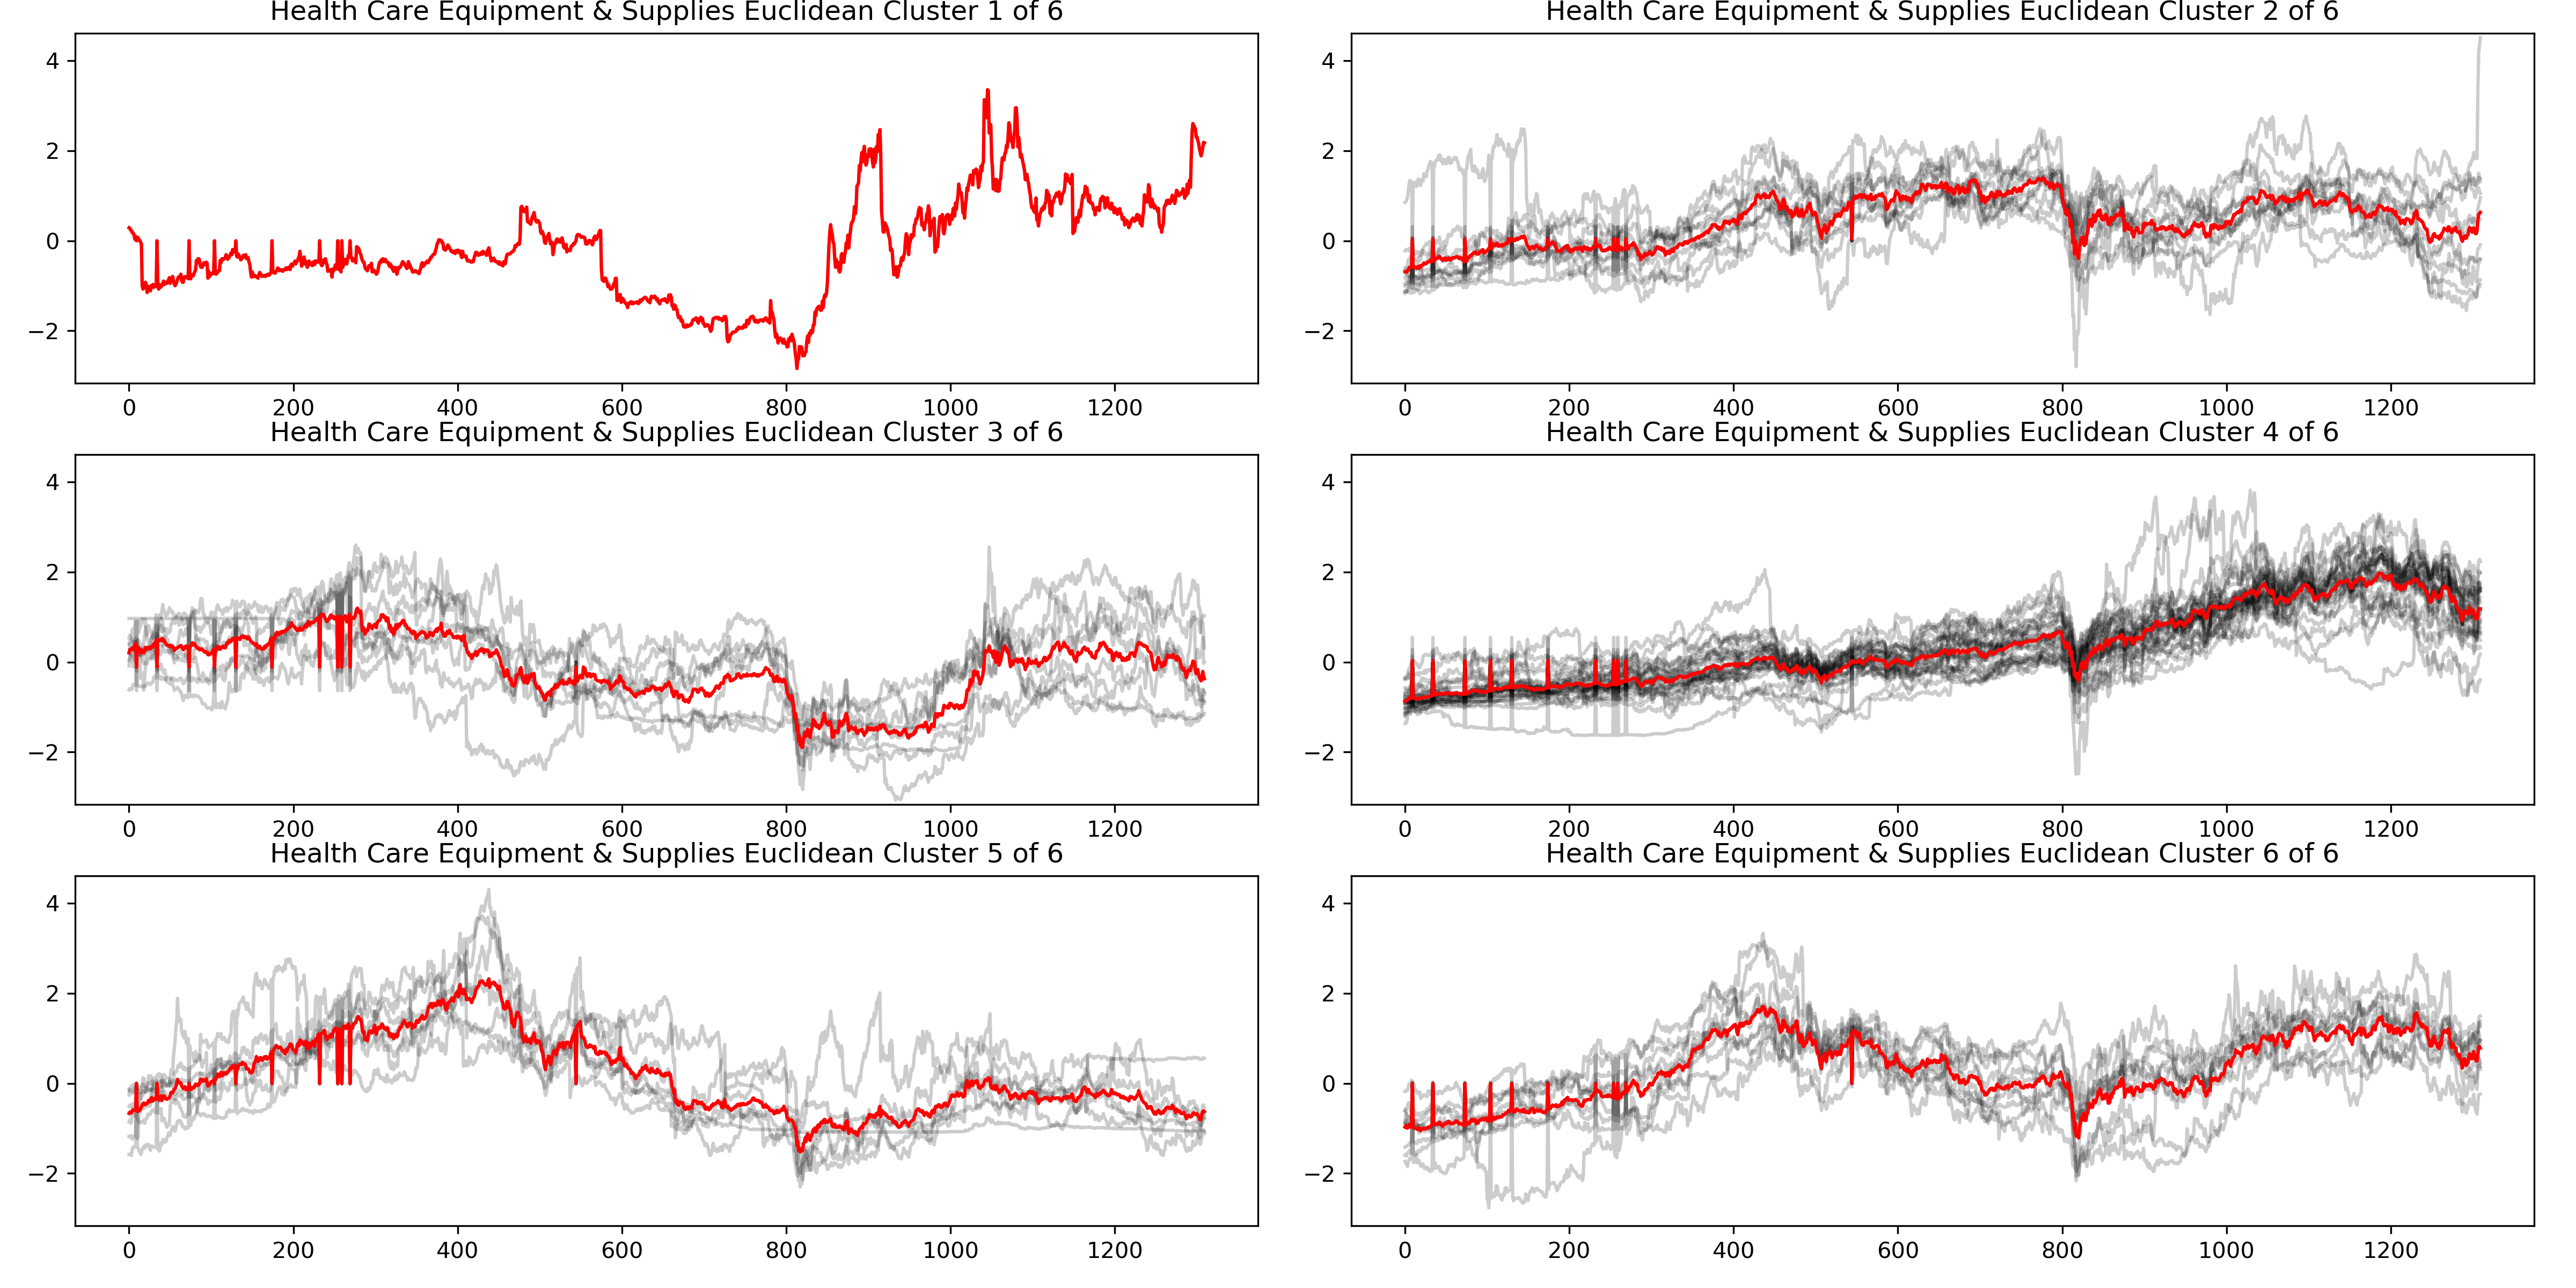 Health Care Equipment & Supplies Euclidean Cluster 1 of 6
4
2
0
−2
0 200 400 600 800 1000 1200
Health Care Equipment & Supplies Euclidean Cluster 2 of 6
4
2
0
−2
0 200 400 600 800 1000 1200
Health Care Equipment & Supplies Euclidean Cluster 3 of 6
4
2
0
−2
0 200 400 600 800 1000 1200
Health Care Equipment & Supplies Euclidean Cluster 4 of 6
4
2
0
−2
0 200 400 600 800 1000 1200
Health Care Equipment & Supplies Euclidean Cluster 5 of 6
4
2
0
−2
0 200 400 600 800 1000 1200
Health Care Equipment & Supplies Euclidean Cluster 6 of 6
4
2
0
−2
0 200 400 600 800 1000 1200